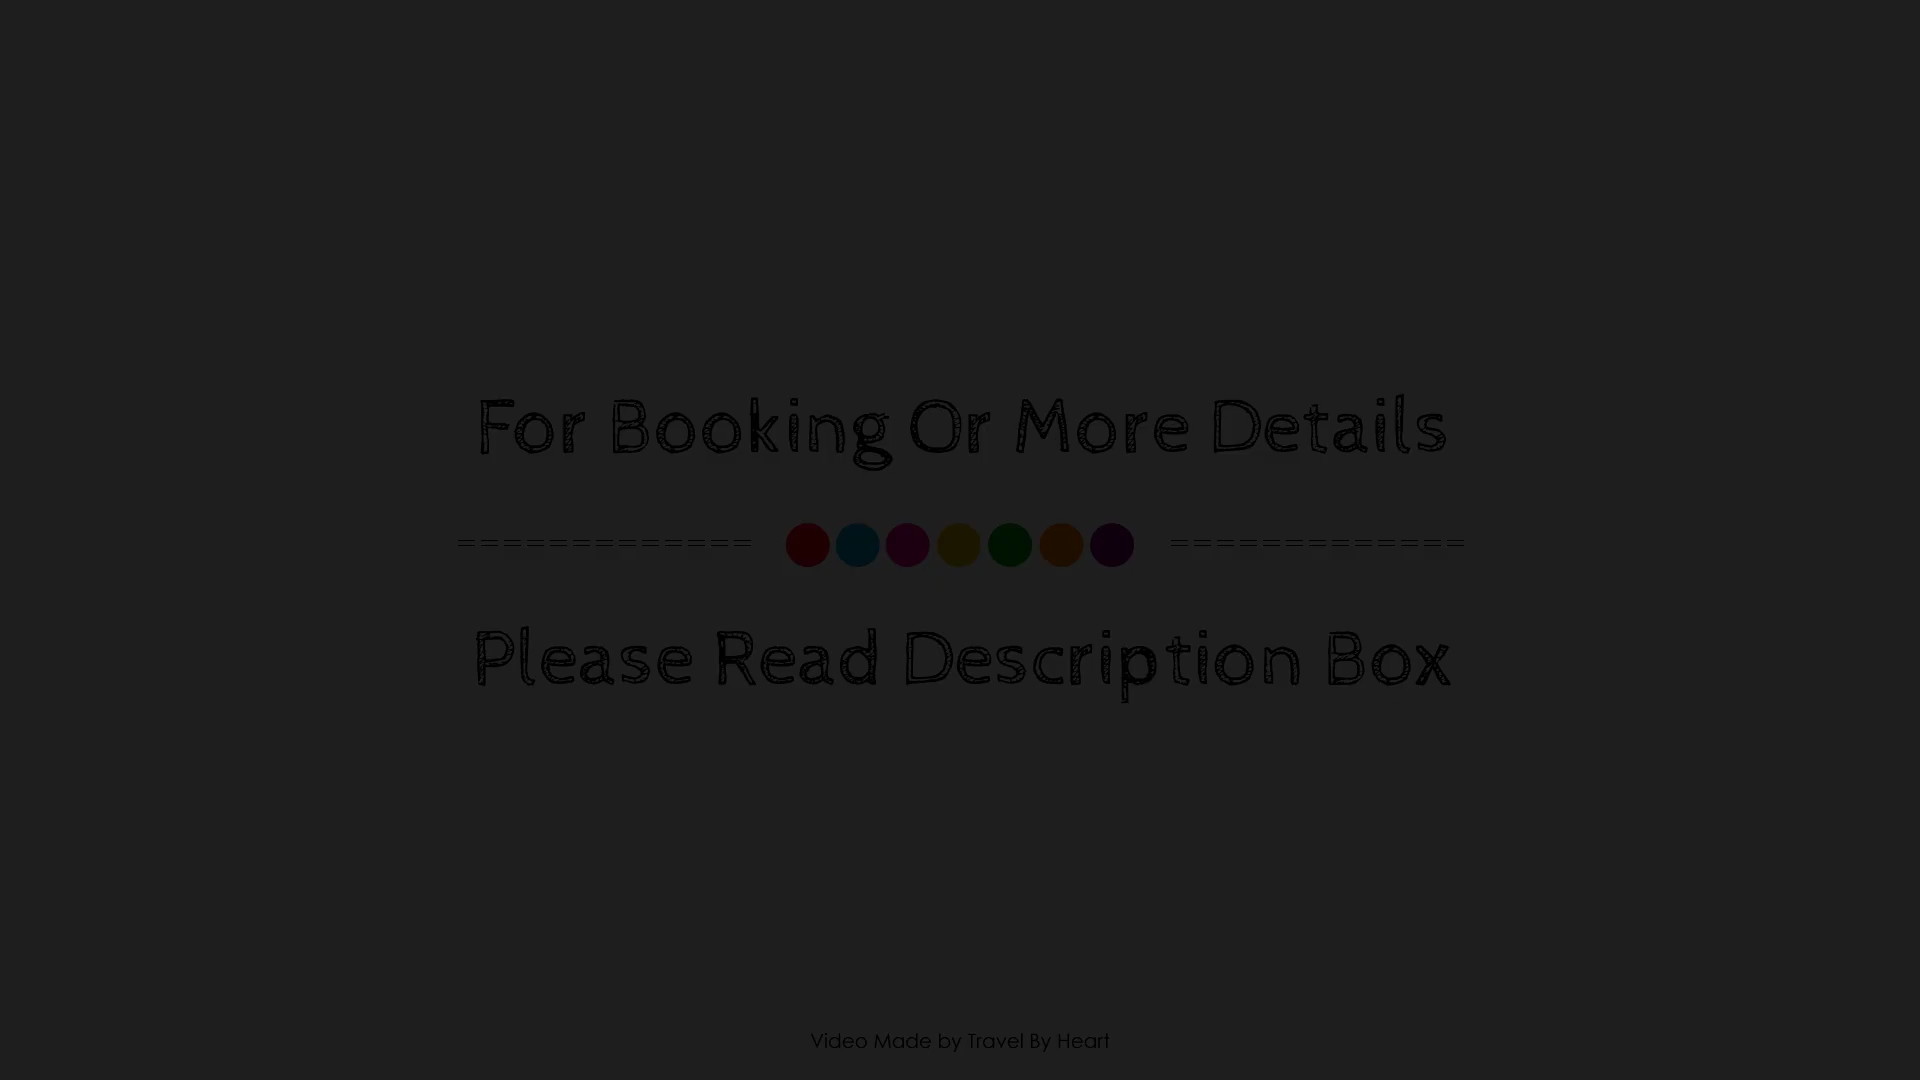 For Booking Or More Details
============= =============
Please Read Description Box
Video Made by Travel By Heart